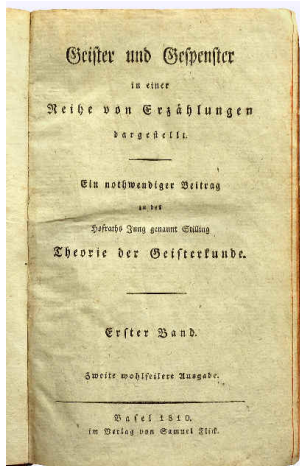 Geister und Gespenster
in einer
Reihe von Erzählungen
dargestellt.
Ein nothwendiger Beitrag
zu des
Hofraths Jung genannt Stilling
Theorie der Geisterkunde.
Erster Band.
Zweite wohlfeilere Ausgabe.
Basel 1810.
im Verlag von Samuel Flick.